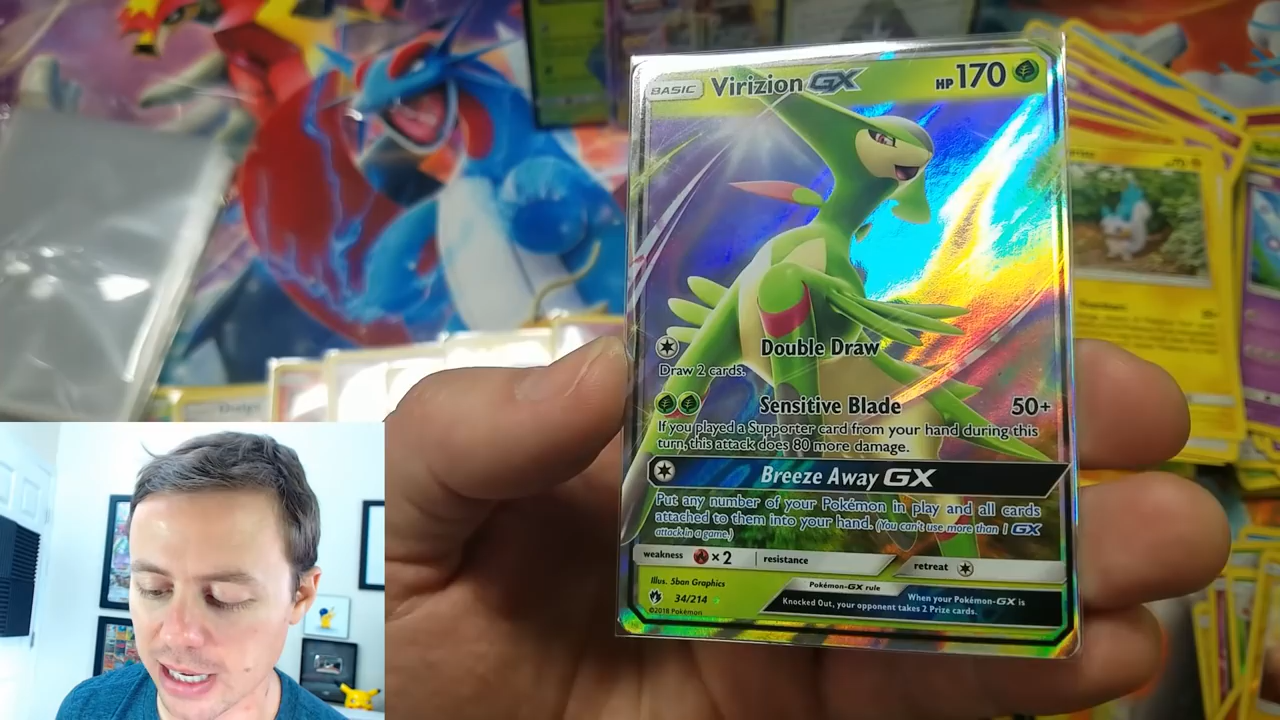 BASIC Virizion GX HP 170
Double Draw
Draw 2 cards.
Sensitive Blade 50+
If you played a Supporter card from your hand during this
turn, this attack does 80 more damage.
Breeze Away GX
Put any number of your Pokémon in play and all cards
attached to them into your hand. (You can't use more than 1 GX
attack in a game.)
weakness ×2 resistance retreat
Illus. 5ban Graphics
34/214
©2018 Pokémon
Pokémon-GX rule
When your Pokémon-GX is
Knocked Out, your opponent takes 2 Prize cards.